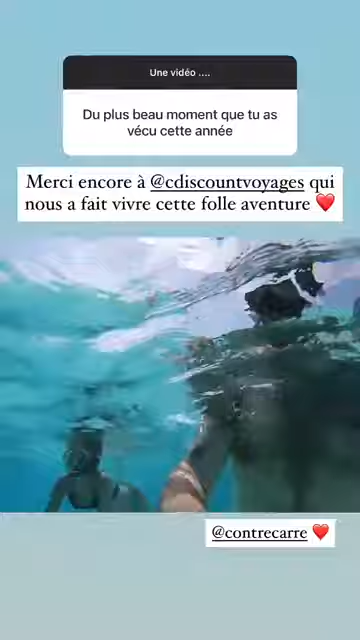 Une vidéo ....
Du plus beau moment que tu as
vécu cette année
Merci encore à @cdiscountvoyages qui
nous a fait vivre cette folle aventure ❤️
@contrecarre ❤️